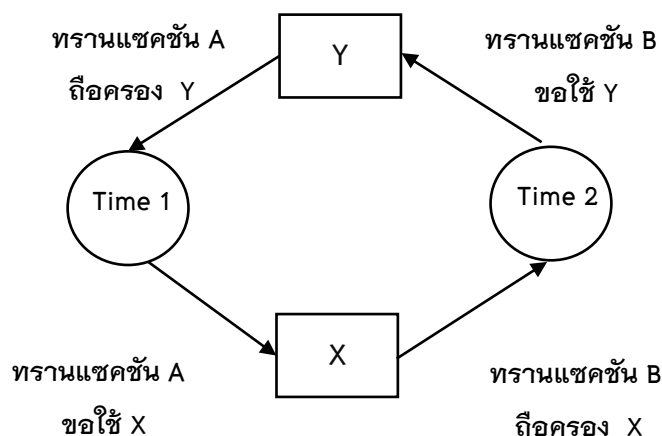 ทรานแซคชัน A
ถือครอง Y
Y
ทรานแซคชัน B
ขอใช้ Y
Time 1
Time 2
ทรานแซคชัน A
ขอใช้ X
X
ทรานแซคชัน B
ถือครอง X